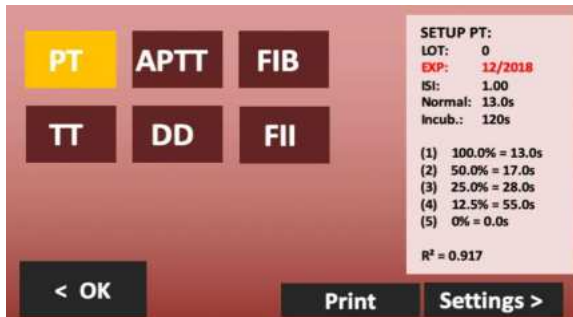 PT APTT FIB
TT DD FII
SETUP PT:
LOT: 0
EXP: 12/2018
ISI: 1.00
Normal: 13.0s
Incub.: 120s
(1) 100.0% = 13.0s
(2) 50.0% = 17.0s
(3) 25.0% = 28.0s
(4) 12.5% = 55.0s
(5) 0% = 0.0s
R² = 0.917
< OK
Print
Settings >